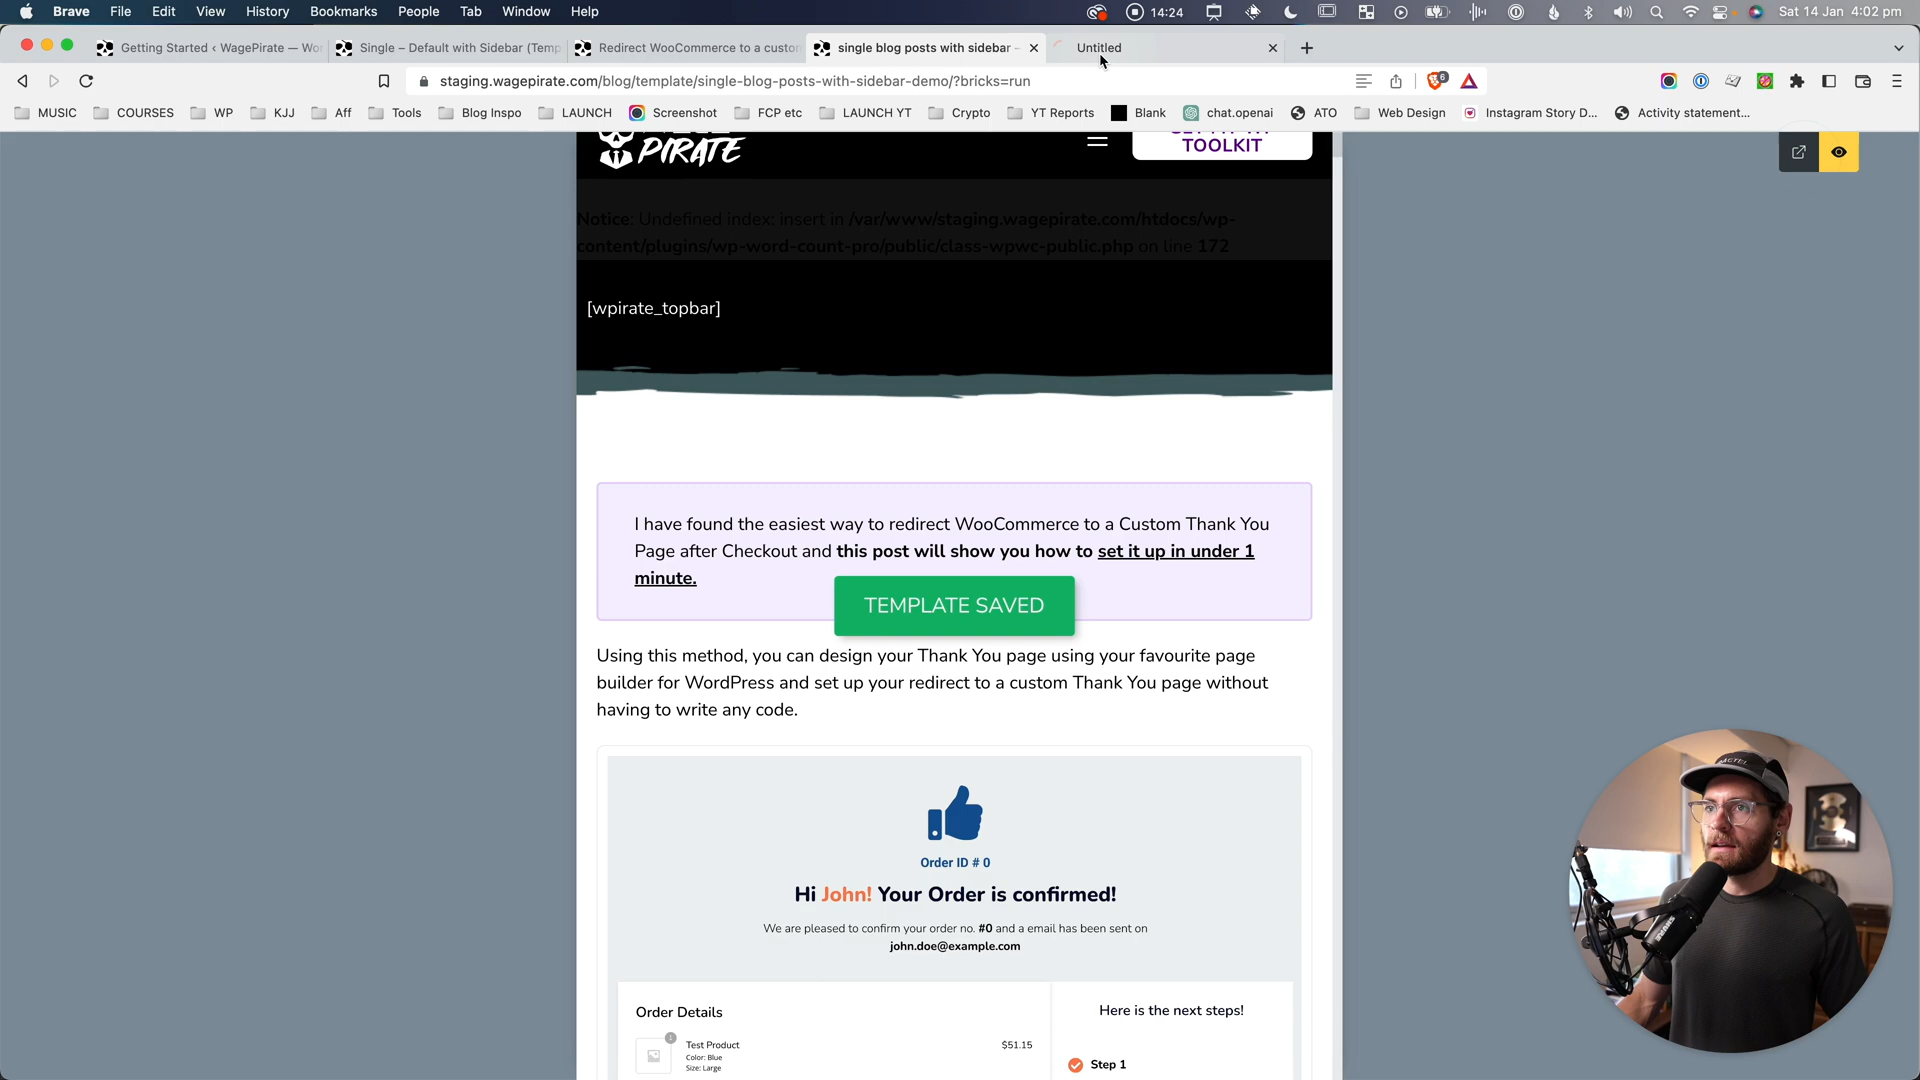 Brave File Edit View History Bookmarks People Tab Window Help 14:24 Sat 14 Jan 4:02 pm
Getting Started ‹ WagePirate — Wo Single – Default with Sidebar (Temp Redirect WooCommerce to a custo single blog posts with sidebar - Untitled
staging.wagepirate.com/blog/template/single-blog-posts-with-sidebar-demo/?bricks=run 6
MUSIC COURSES WP KJJ Aff Tools Blog Inspo LAUNCH Screenshot FCP etc LAUNCH YT Crypto YT Reports Blank chat.openai ATO Web Design Instagram Story D... Activity statement...
PIRATE
TOOLKIT
Notice: Undefined index: insert in /var/www/staging.wagepirate.com/htdocs/wp-
content/plugins/wp-word-count-pro/public/class-wpwc-public.php on line 172
[wpirate_topbar]
I have found the easiest way to redirect WooCommerce to a Custom Thank You
Page after Checkout and this post will show you how to set it up in under 1
minute.
TEMPLATE SAVED
Using this method, you can design your Thank You page using your favourite page
builder for WordPress and set up your redirect to a custom Thank You page without
having to write any code.
Order ID # 0
Hi John! Your Order is confirmed!
We are pleased to confirm your order no. #0 and a email has been sent on
john.doe@example.com
Order Details
Here is the next steps!
1
Test Product $51.15
Color: Blue
Size: Large
Step 1
SHURE